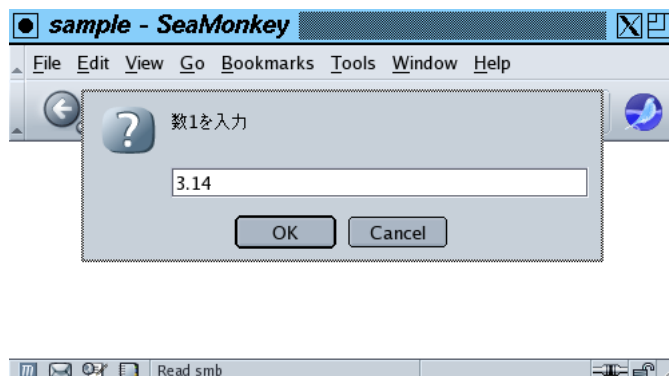 sample - SeaMonkey
File Edit View Go Bookmarks Tools Window Help
数1を入力
3.14
OK Cancel
Read smb